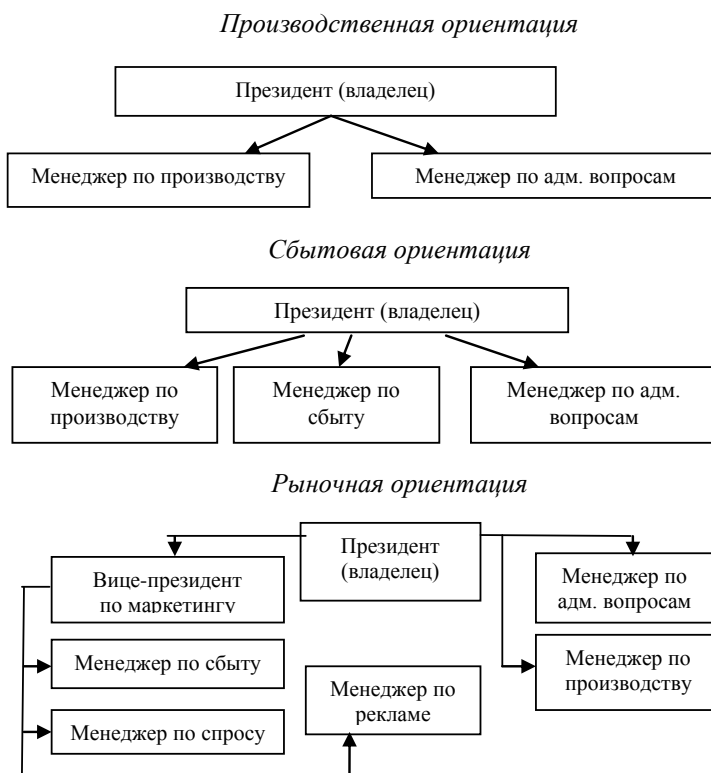 Производственная ориентация
Президент (владелец)
Менеджер по производству
Менеджер по адм. вопросам
Сбытовая ориентация
Президент (владелец)
Менеджер по
производству
Менеджер по
сбыту
Менеджер по адм.
вопросам
Рыночная ориентация
Президент
(владелец)
Вице-президент
по маркетингу
Менеджер по
адм. вопросам
Менеджер по сбыту
Менеджер по
производству
Менеджер по
рекламе
Менеджер по спросу